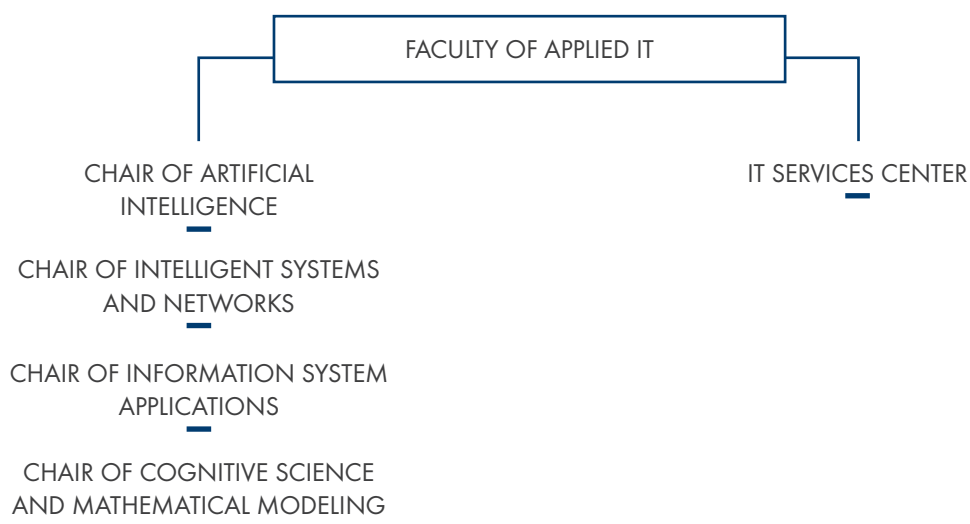 FACULTY OF APPLIED IT
CHAIR OF ARTIFICIAL
INTELLIGENCE
CHAIR OF INTELLIGENT SYSTEMS
AND NETWORKS
CHAIR OF INFORMATION SYSTEM
APPLICATIONS
CHAIR OF COGNITIVE SCIENCE
AND MATHEMATICAL MODELING
IT SERVICES CENTER